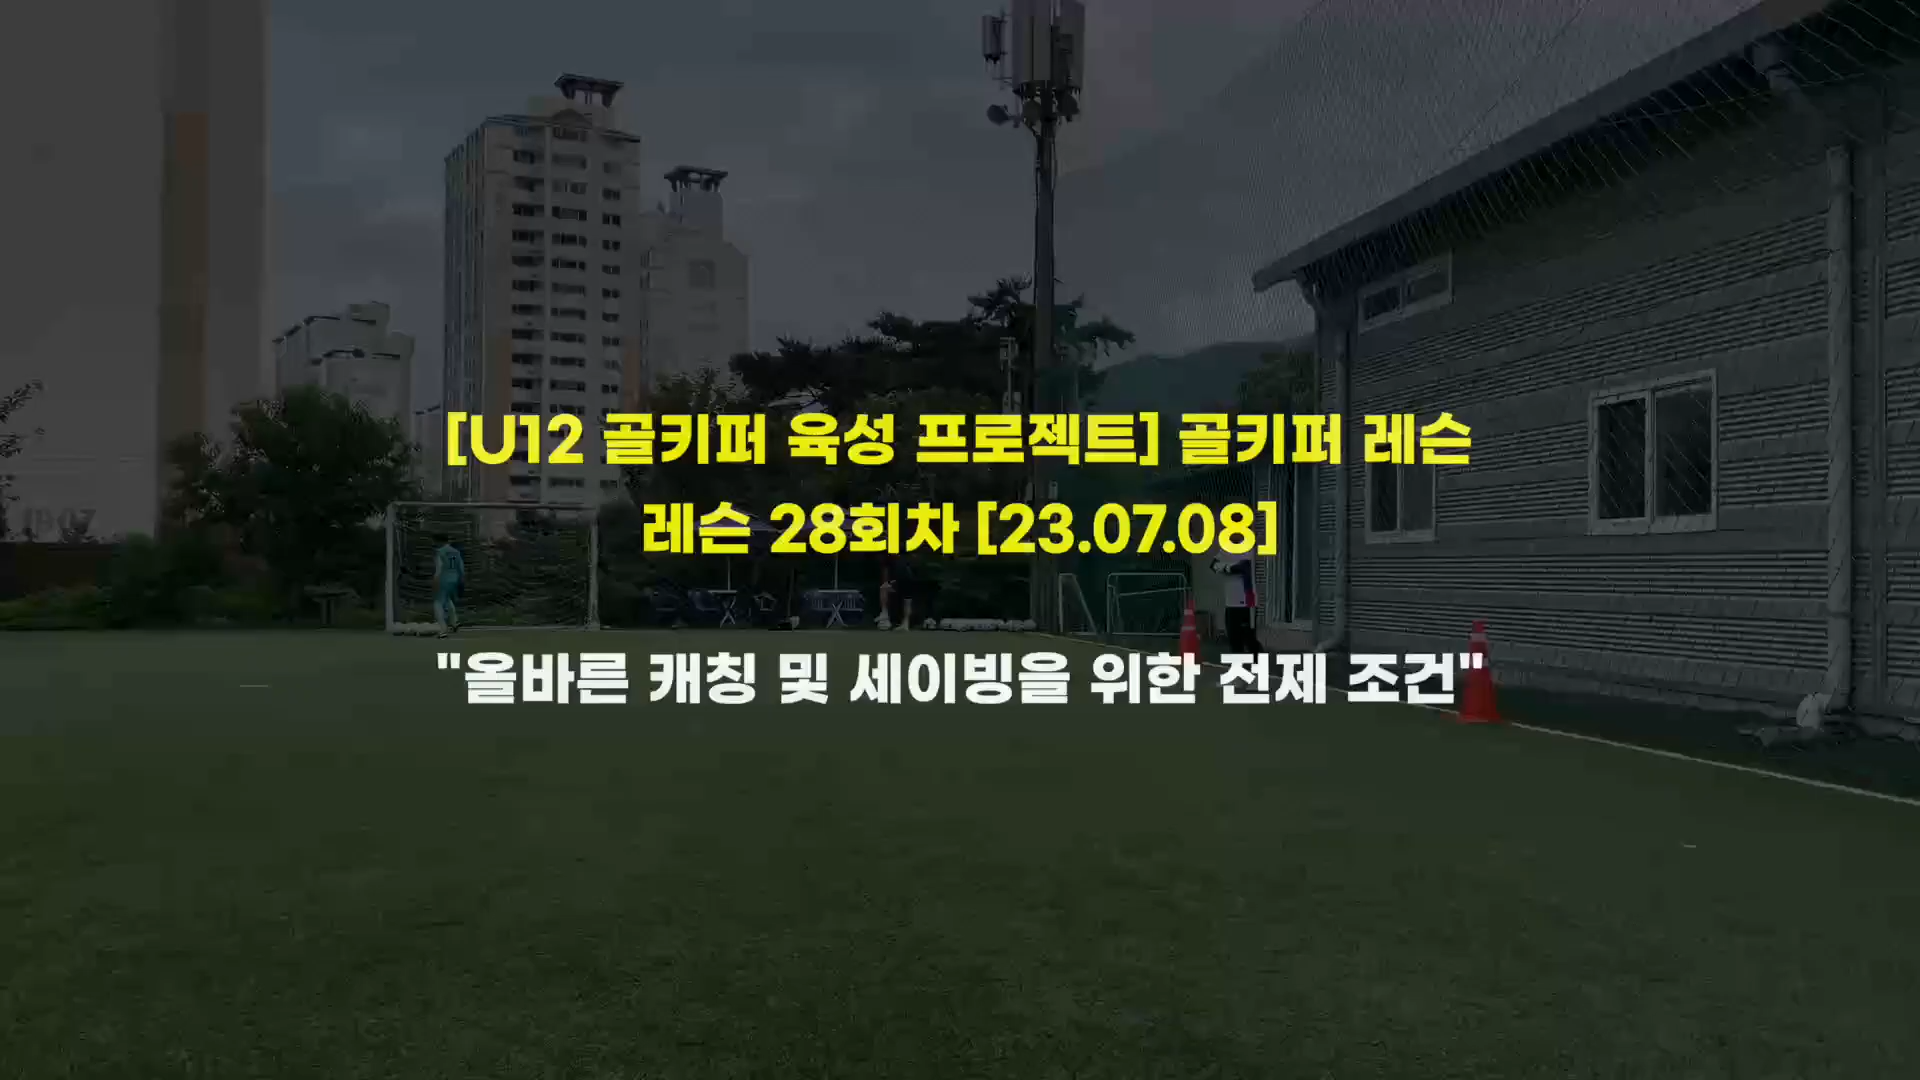 [U12 골키퍼 육성 프로젝트] 골키퍼 레슨
레슨 28회차 [23.07.08]
"올바른 캐칭 및 세이빙을 위한 전제 조건"